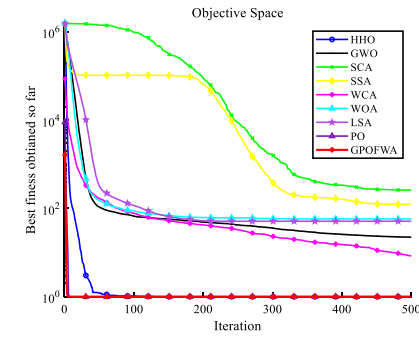 Objective Space
10^6
10^4
10^2
10^0
Best finess obtianed so far
0
100
200
300
400
500
Iteration
HHO
GWO
SCA
SSA
WCA
WOA
LSA
PO
GPOFWA